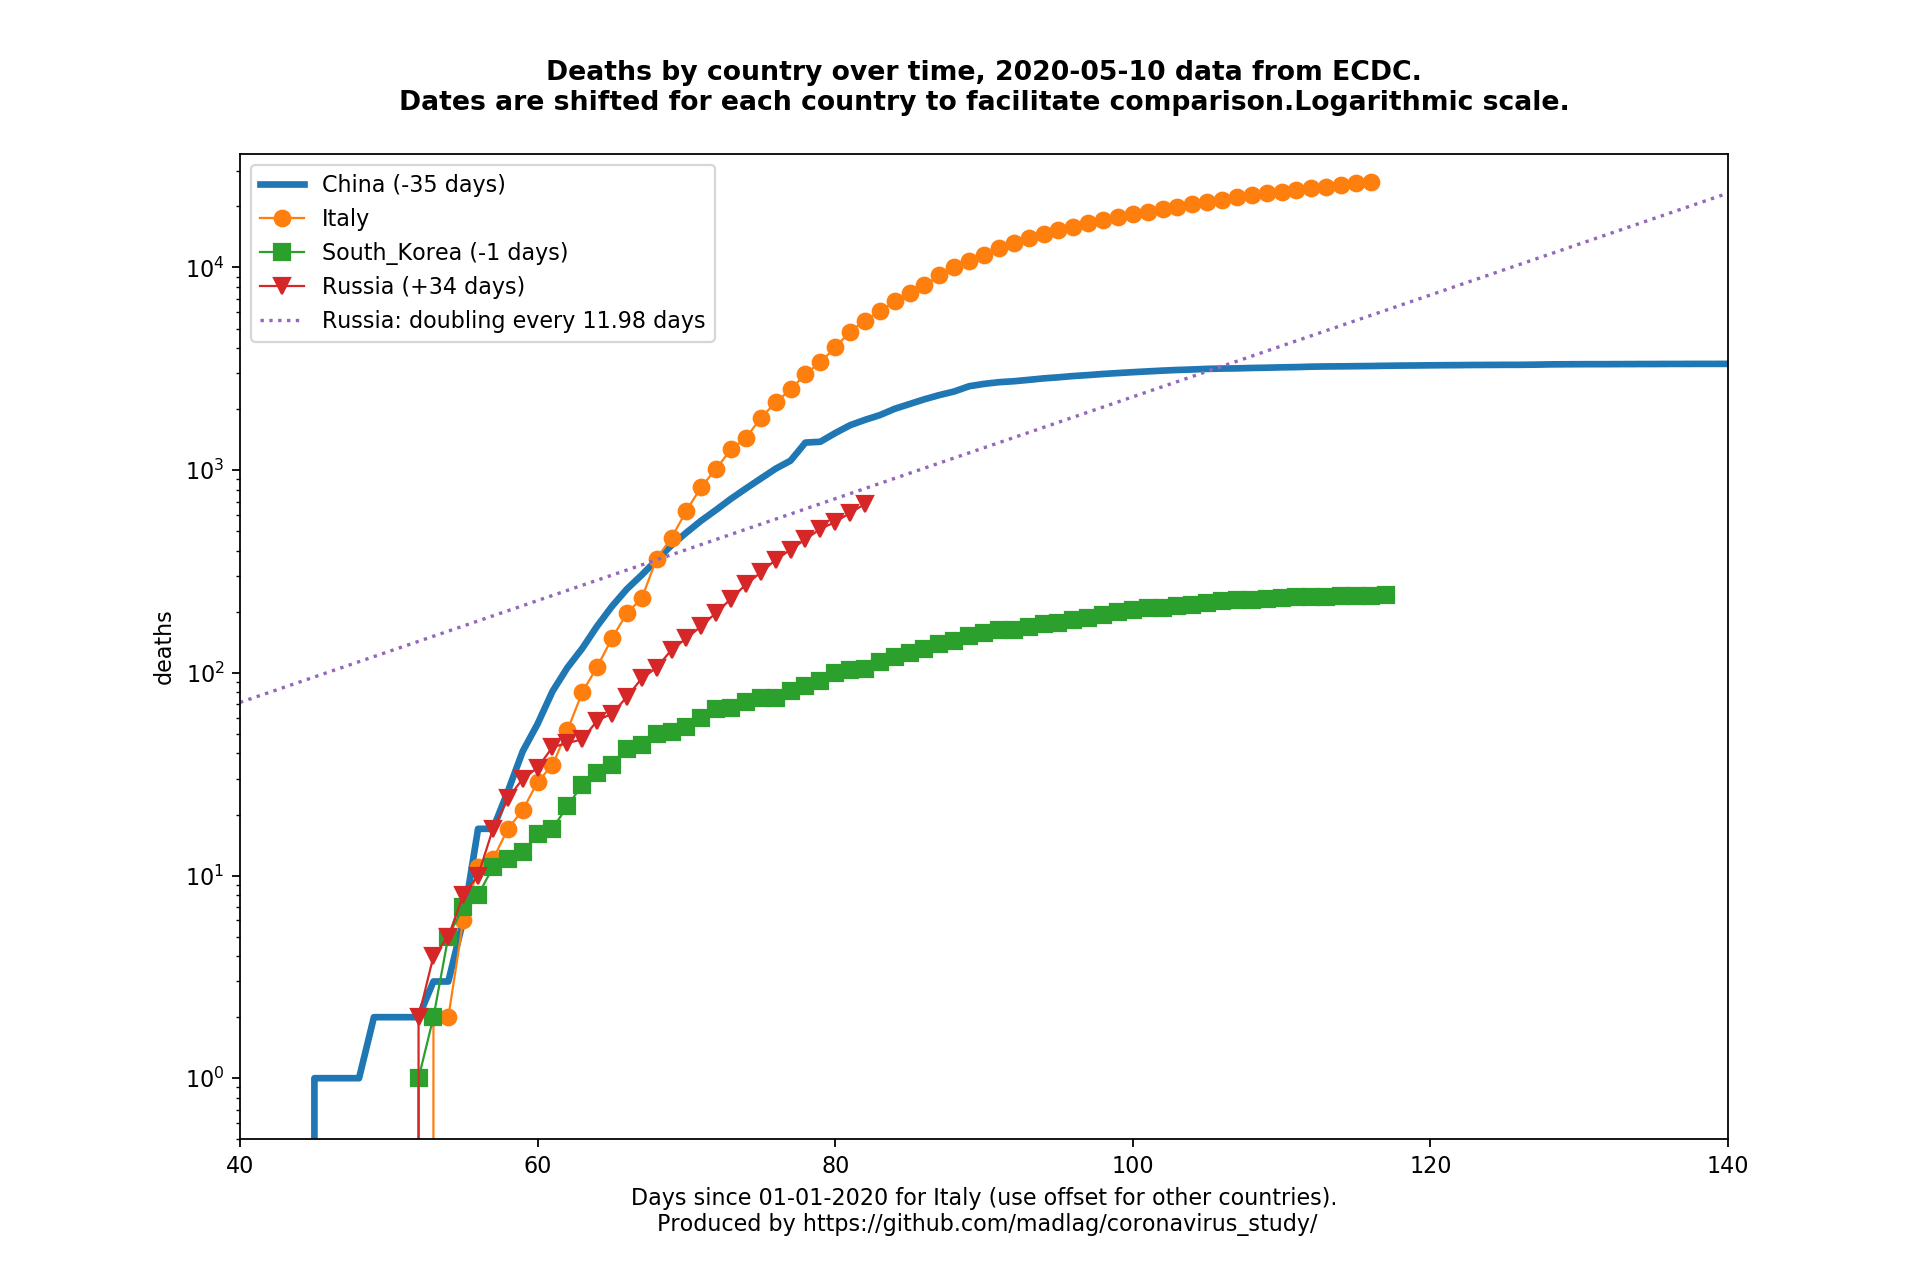 Deaths by country over time, 2020-05-10 data from ECDC.
Dates are shifted for each country to facilitate comparison.Logarithmic scale.
China (-35 days)
Italy
South_Korea (-1 days)
Russia (+34 days)
Russia: doubling every 11.98 days
deaths
10⁴
10³
10²
10¹
10⁰
40 60 80 100 120 140
Days since 01-01-2020 for Italy (use offset for other countries).
Produced by https://github.com/madlag/coronavirus_study/